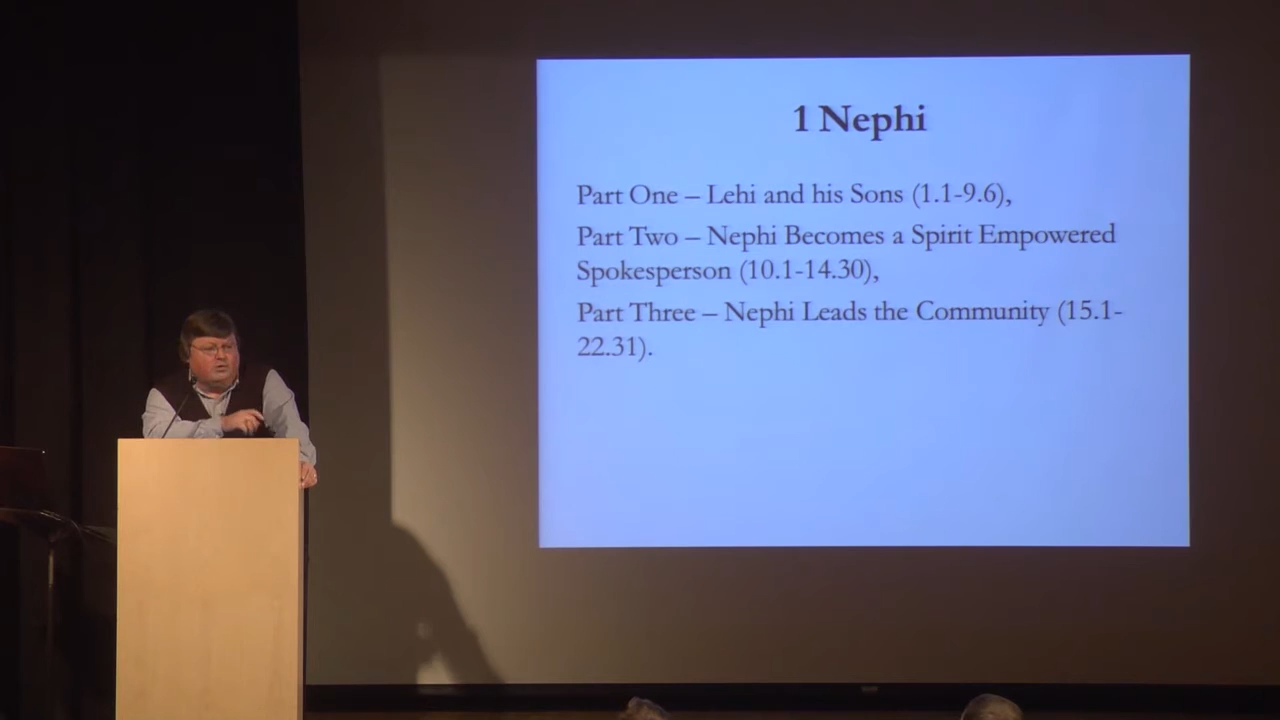 1 Nephi
Part One – Lehi and his Sons (1.1-9.6),
Part Two – Nephi Becomes a Spirit Empowered
Spokesperson (10.1-14.30),
Part Three – Nephi Leads the Community (15.1-
22.31).